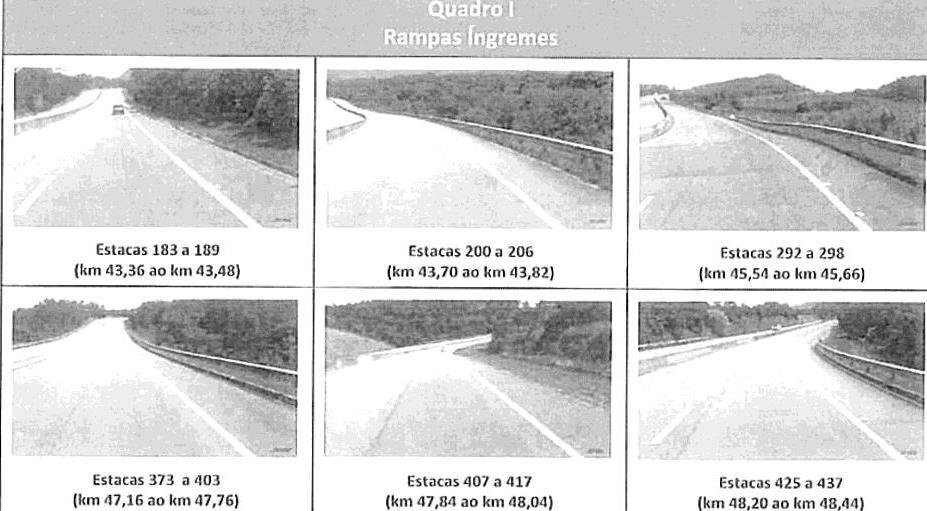 Quadro I
Rampas Íngremes
Estacas 183 a 189
(km 43,36 ao km 43,48)
Estacas 200 a 206
(km 43,70 ao km 43,82)
Estacas 292 a 298
(km 45,54 ao km 45,66)
Estacas 373 a 403
(km 47,16 ao km 47,76)
Estacas 407 a 417
(km 47,84 ao km 48,04)
Estacas 425 a 437
(km 48,20 ao km 48,44)